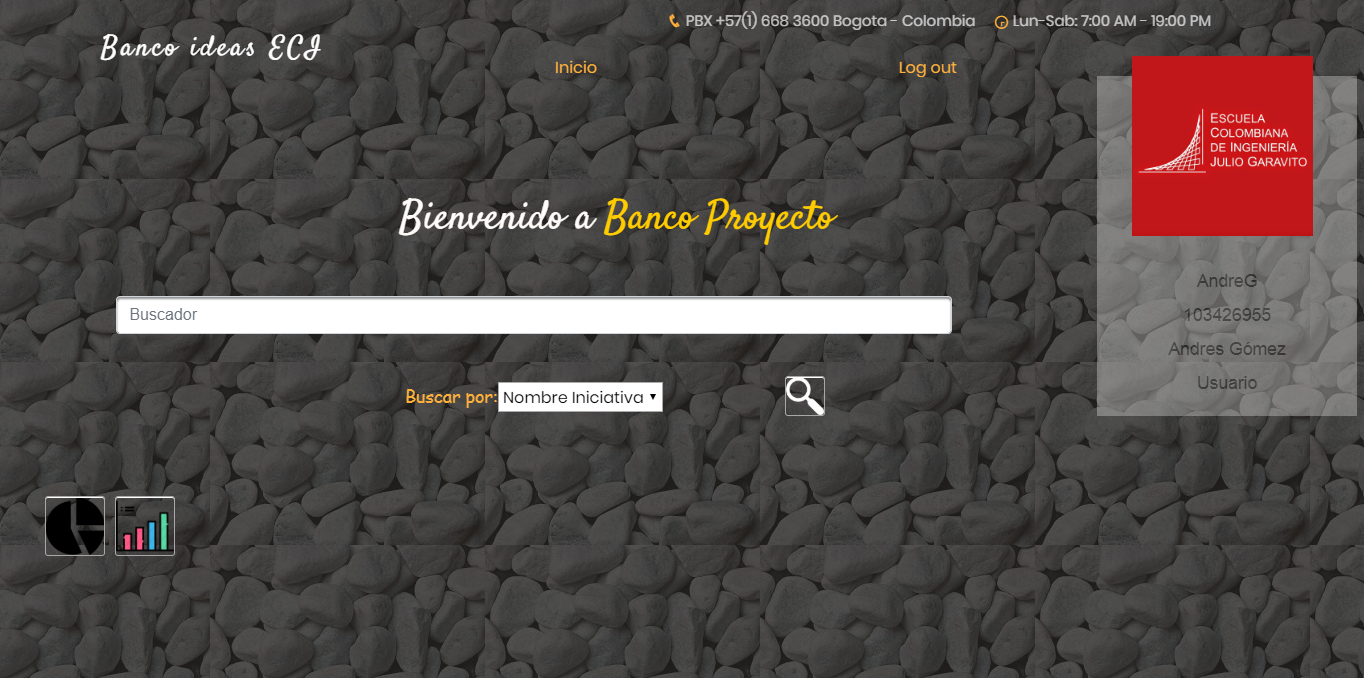 PBX +57(1) 668 3600 Bogota - Colombia
Lun-Sab: 7:00 AM - 19:00 PM
Banco ideas ECI
Inicio
Log out
ESCUELA
COLOMBIANA
DE INGENIERÍA
JULIO GARAVITO
Bienvenido a Banco Proyecto
AndreG
103426955
Andres Gómez
Usuario
Buscador
Buscar por: Nombre Iniciativa